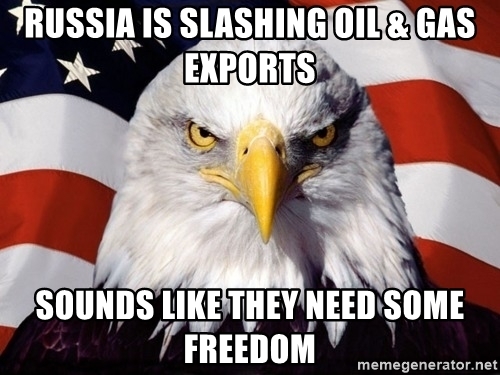 RUSSIA IS SLASHING OIL & GAS
EXPORTS
SOUNDS LIKE THEY NEED SOME
FREEDOM
memegenerator.net